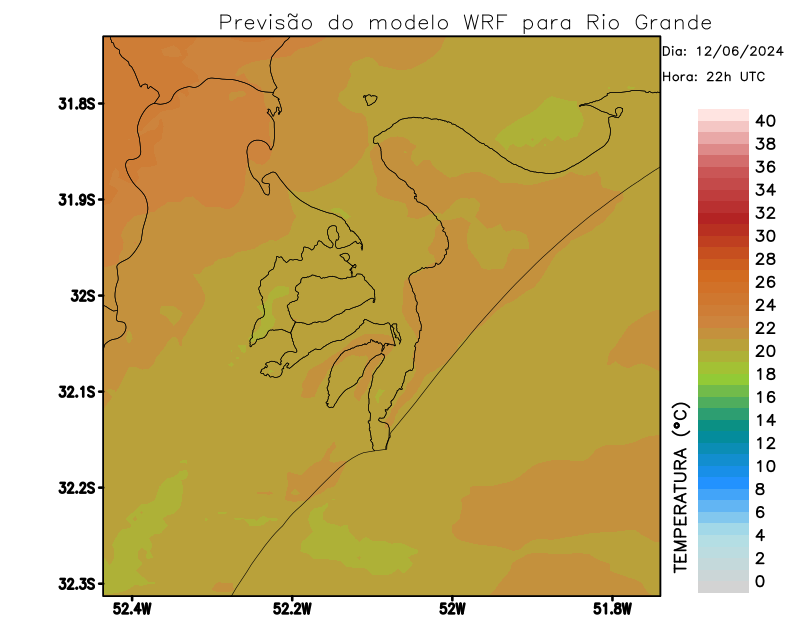 Previsão do modelo WRF para Rio Grande
Dia: 12/06/2024
Hora: 22h UTC
31.8S
31.9S
32S
32.1S
32.2S
32.3S
52.4W
52.2W
52W
51.8W
TEMPERATURA (°C)
40
38
36
34
32
30
28
26
24
22
20
18
16
14
12
10
8
6
4
2
0